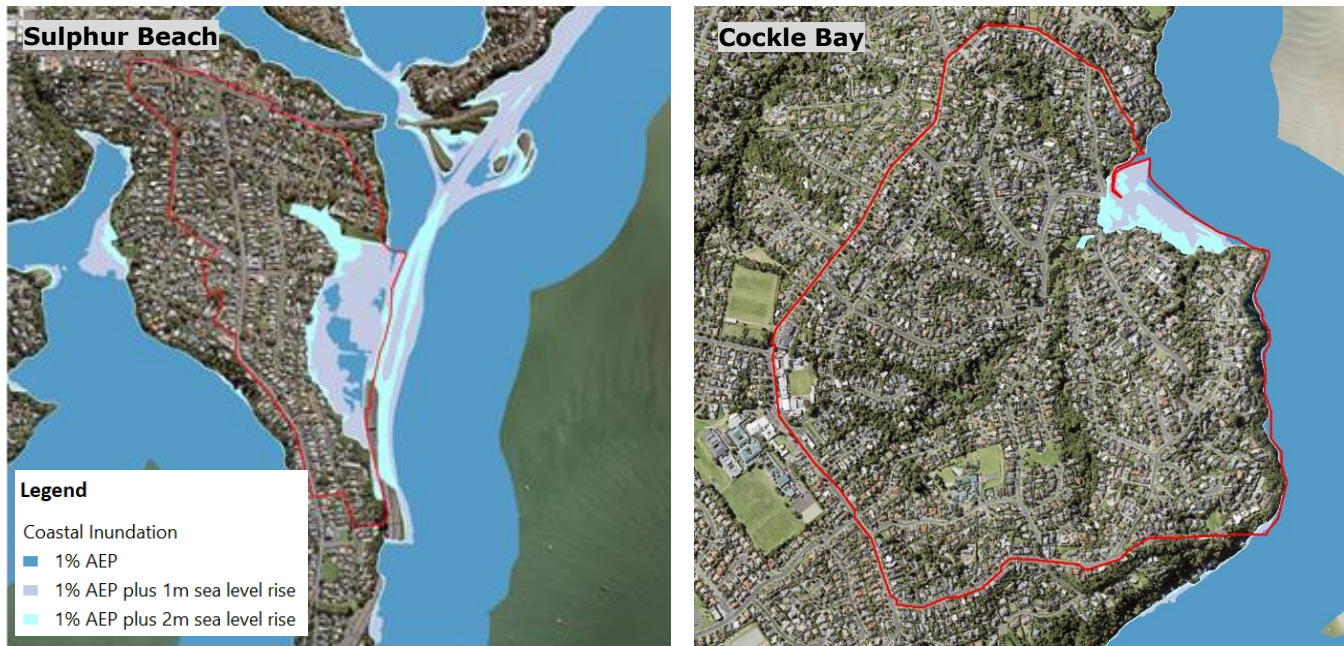 Sulphur Beach
Cockle Bay
Legend
Coastal Inundation
1% AEP
1% AEP plus 1m sea level rise
1% AEP plus 2m sea level rise